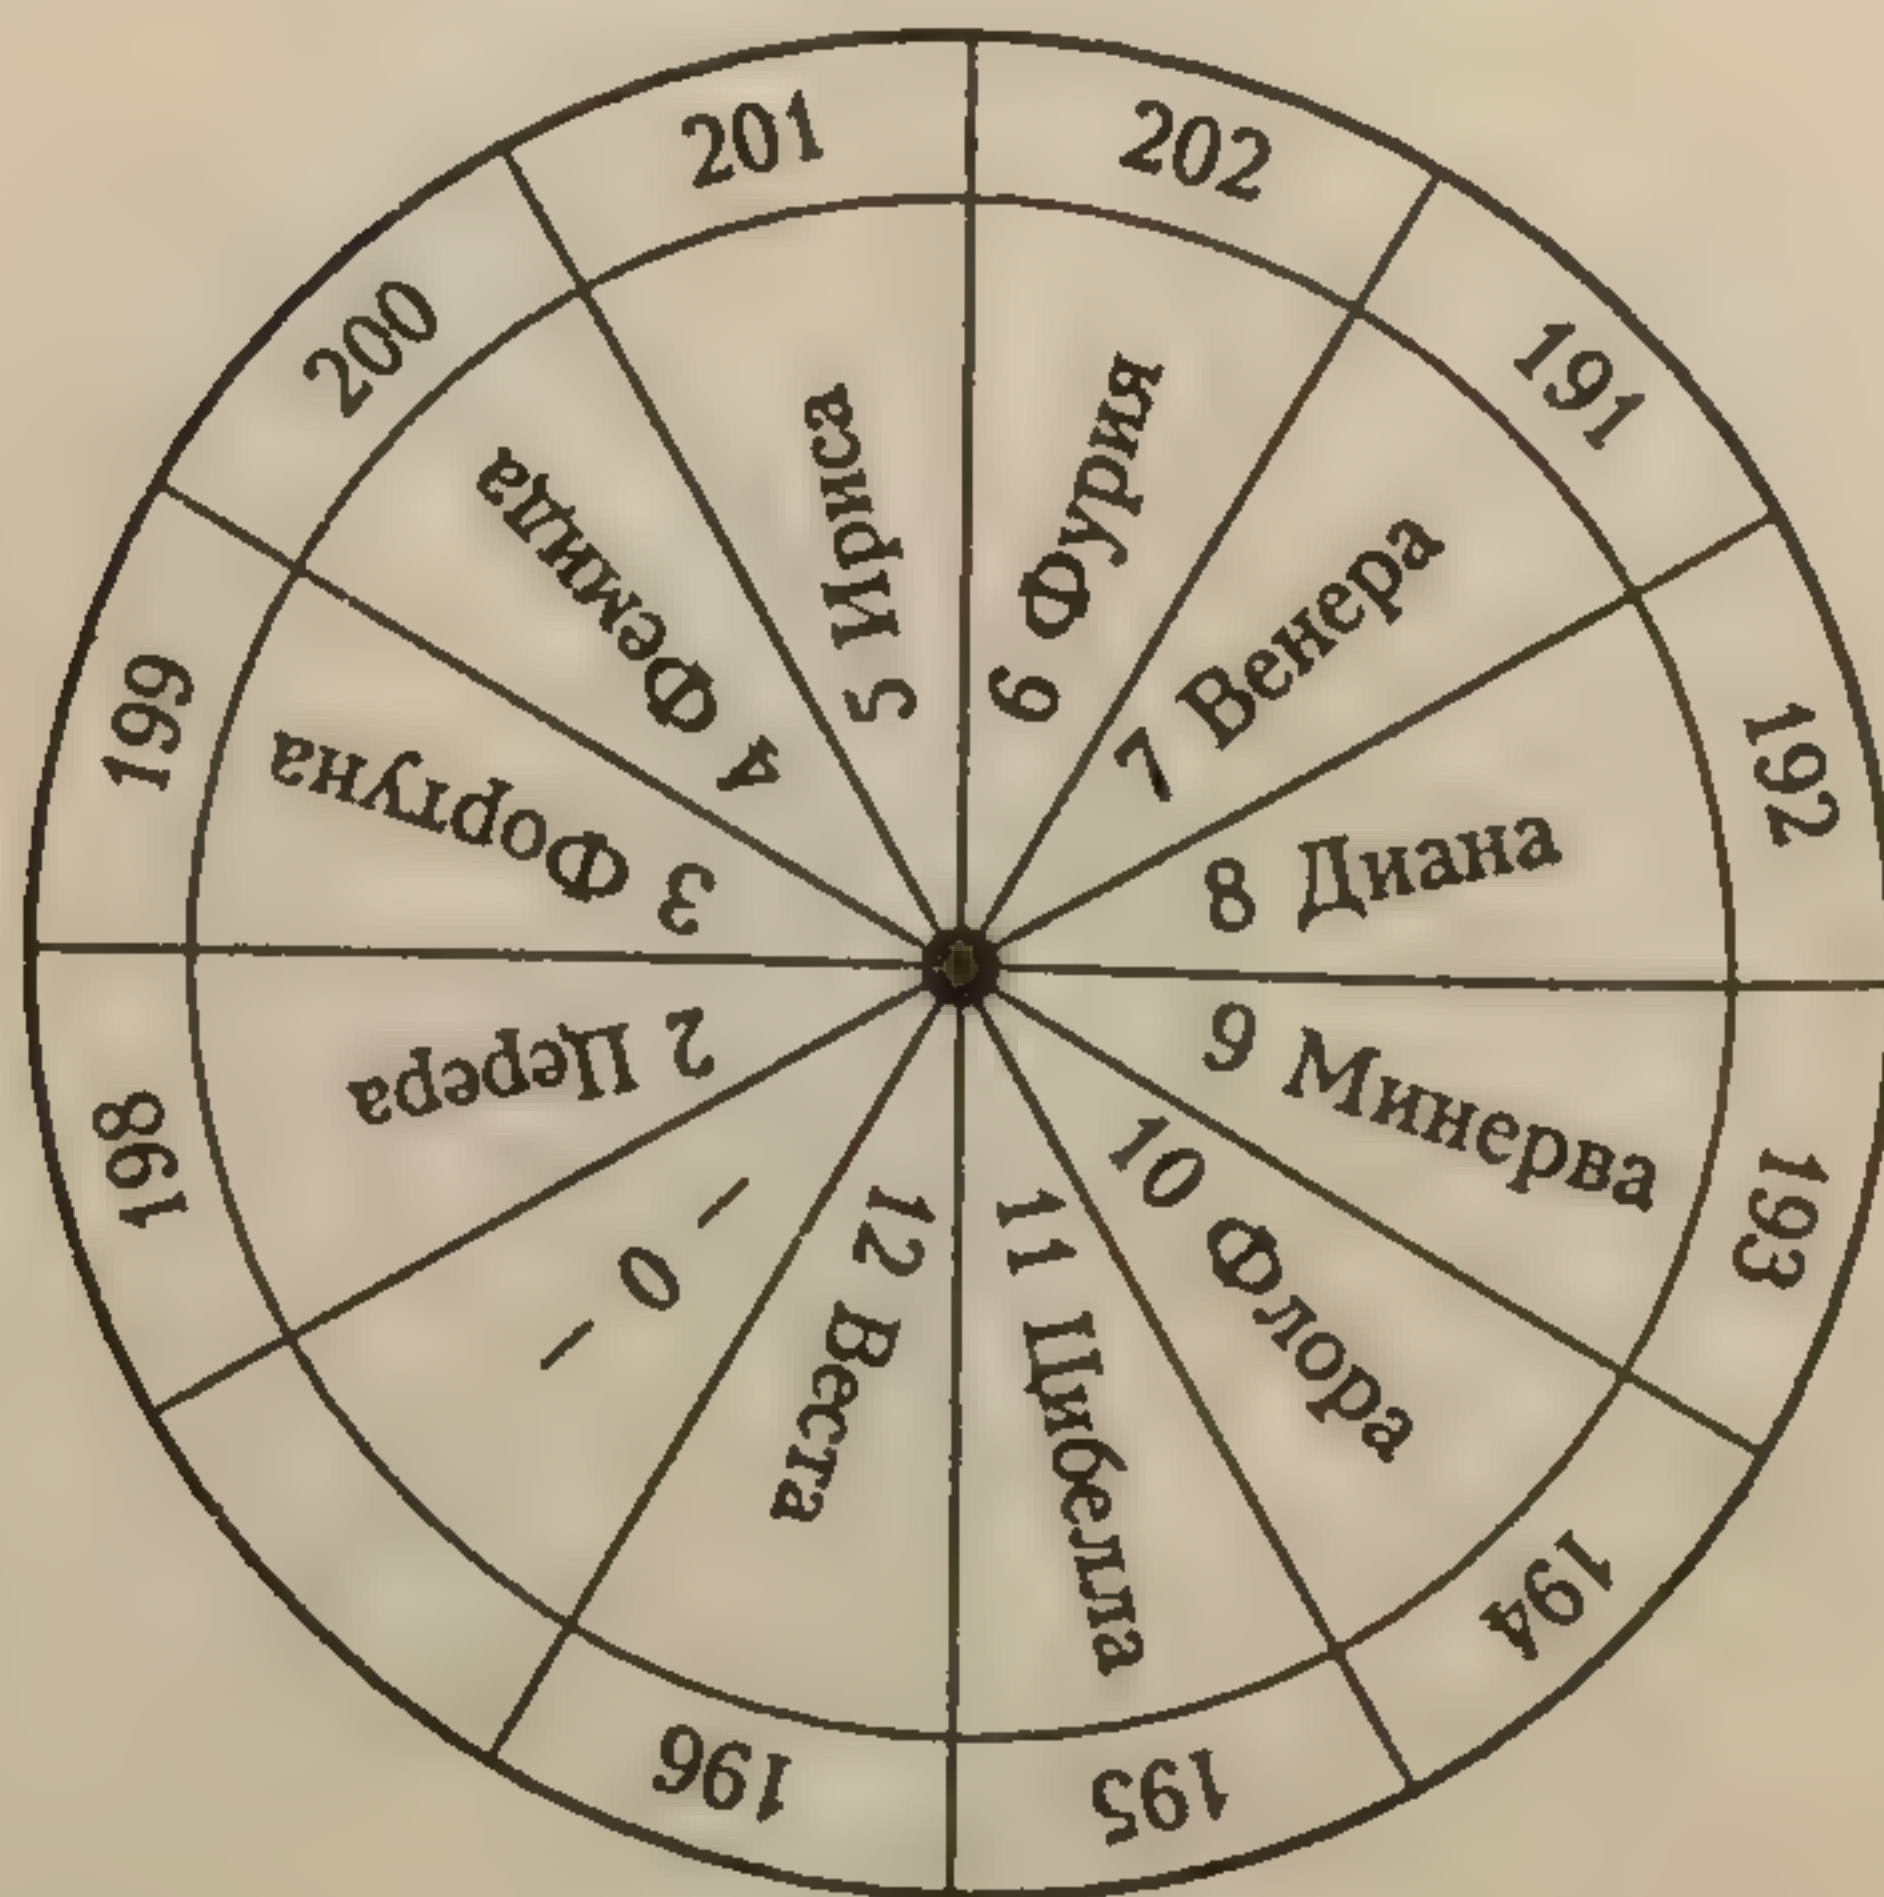 202
191
192
193
194
195
196
198
199
200
201
6 Фурия
7 Венера
8 Диана
9 Минерва
10 Флора
11 Цибелла
12 Веста
– 0 –
2 Церера
3 Фортуна
4 Фемида
5 Ириса